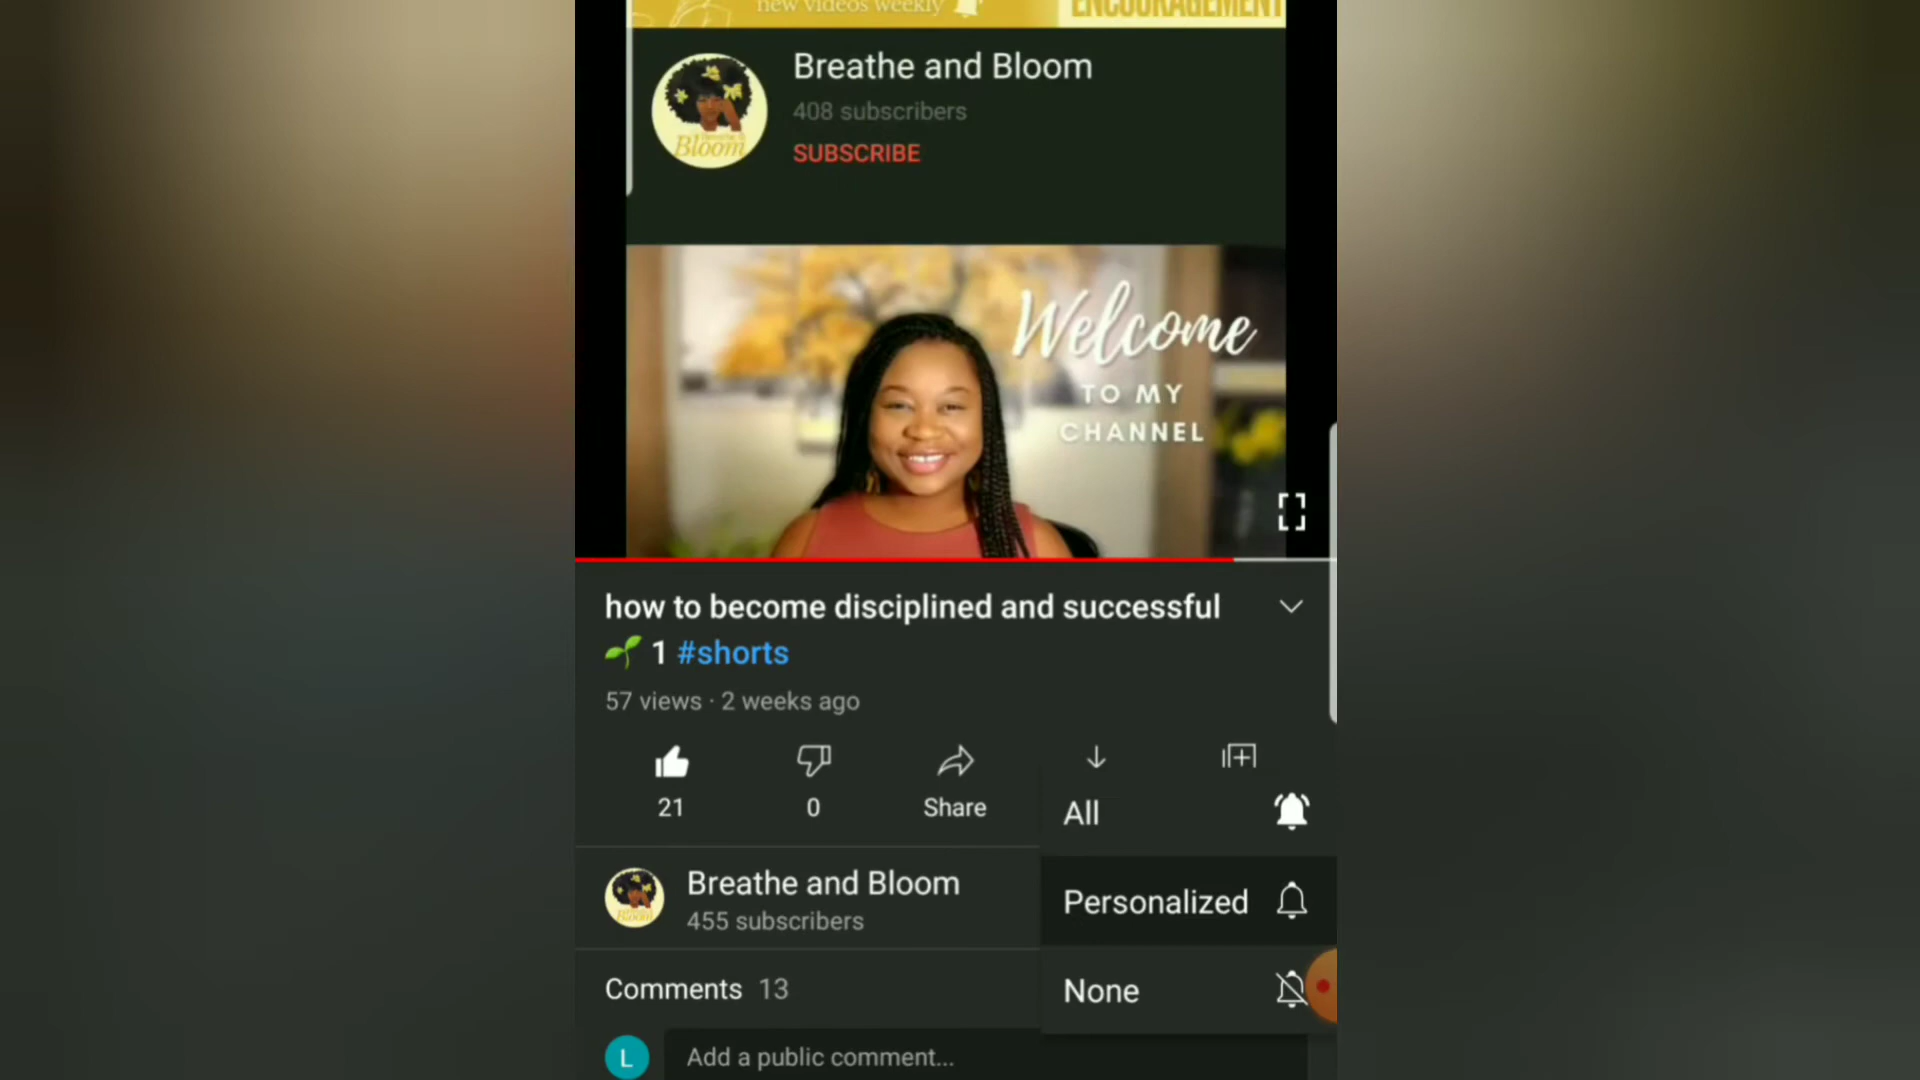 new videos weekly
ENCOURAGEMENT
Breathe and Bloom
408 subscribers
SUBSCRIBE
Bloom
Welcome
TO MY
CHANNEL
how to become disciplined and successful
🌱 1 #shorts
57 views · 2 weeks ago
21
0
Share
All
Breathe and Bloom
455 subscribers
Personalized
Comments 13
None
L
Add a public comment...